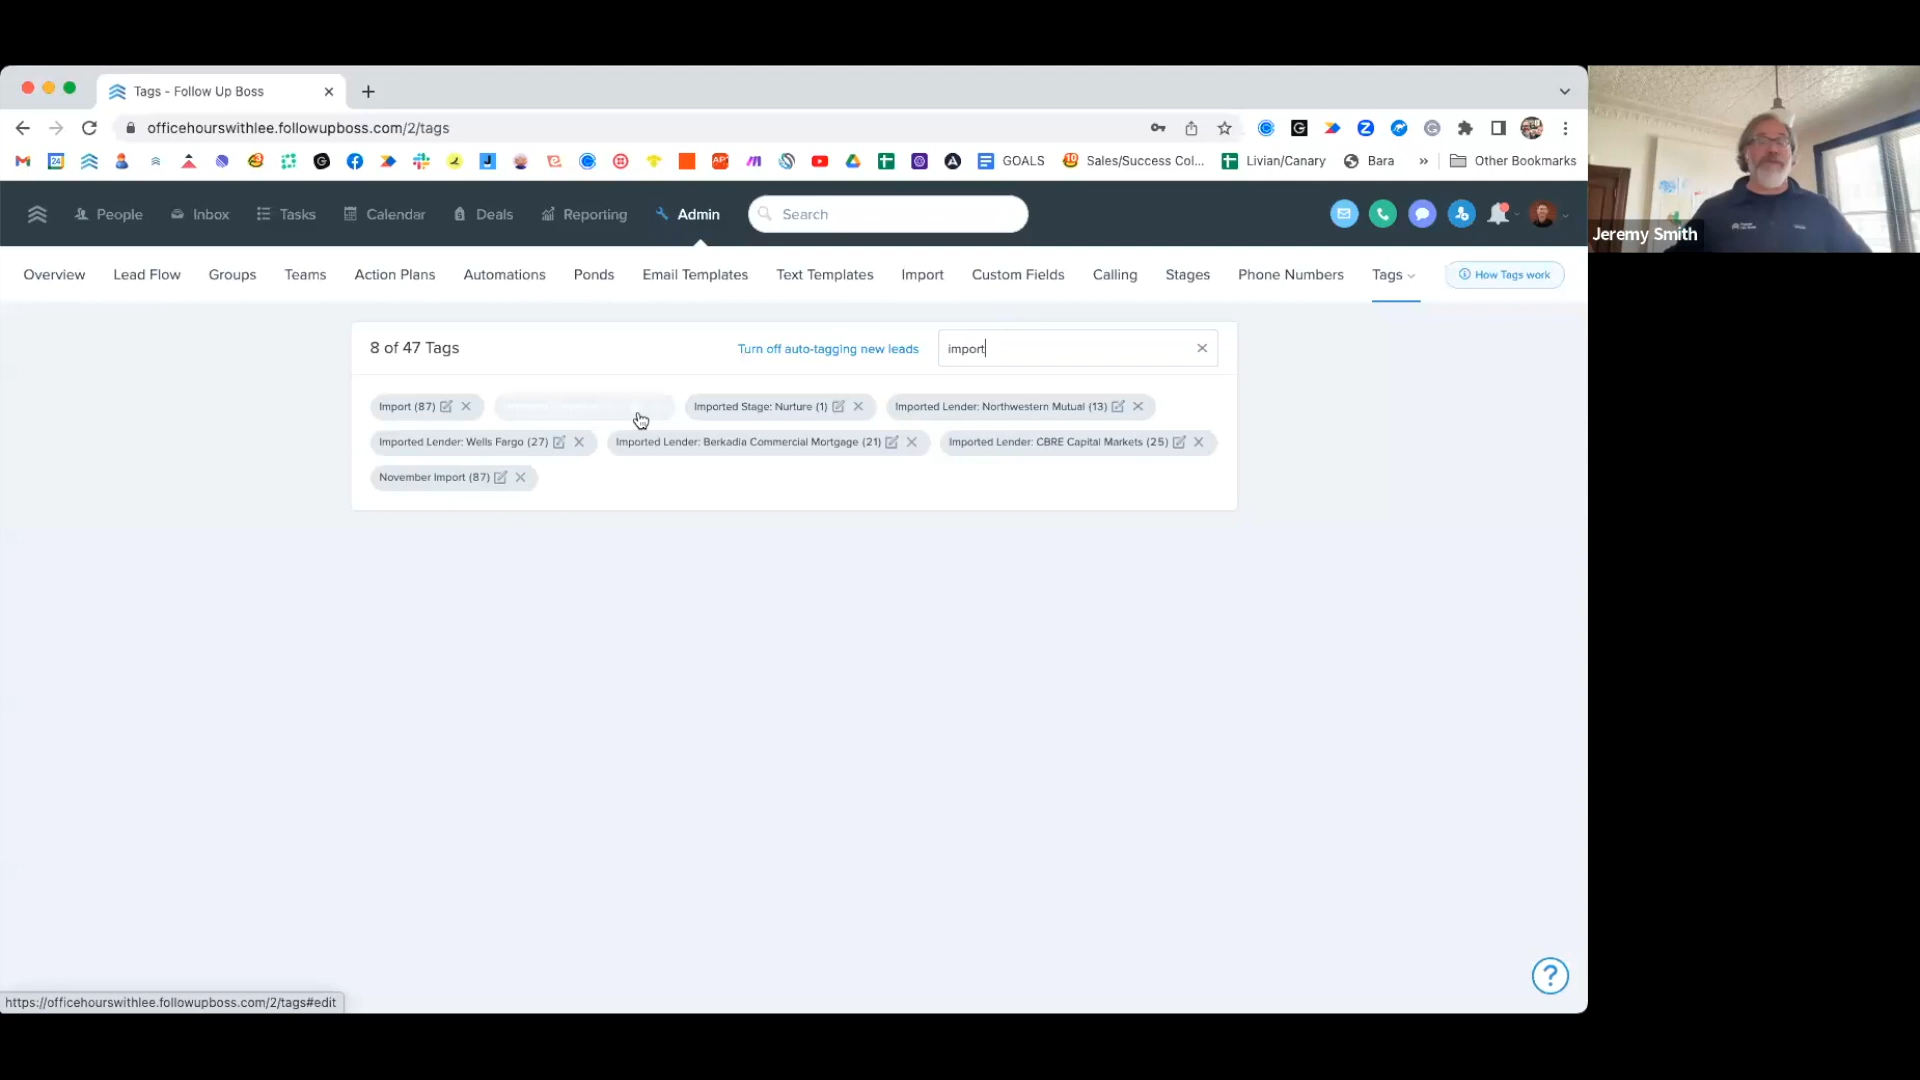 Tags - Follow Up Boss
officehourswithlee.followupboss.com/2/tags
GOALS Sales/Success Col... Livian/Canary Bara » Other Bookmarks
People Inbox Tasks Calendar Deals Reporting Admin Search
Jeremy Smith
Overview Lead Flow Groups Teams Action Plans Automations Ponds Email Templates Text Templates Import Custom Fields Calling Stages Phone Numbers Tags How Tags work
8 of 47 Tags Turn off auto-tagging new leads import
Import (87) Imported Stage: Nurture (1) Imported Lender: Northwestern Mutual (13)
Imported Lender: Wells Fargo (27) Imported Lender: Berkadia Commercial Mortgage (21) Imported Lender: CBRE Capital Markets (25)
November Import (87)
https://officehourswithlee.followupboss.com/2/tags#edit